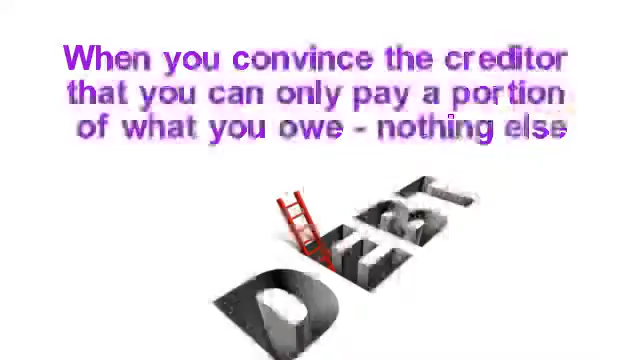 When you convince the creditor
that you can only pay a portion
of what you owe - nothing else
DEBT